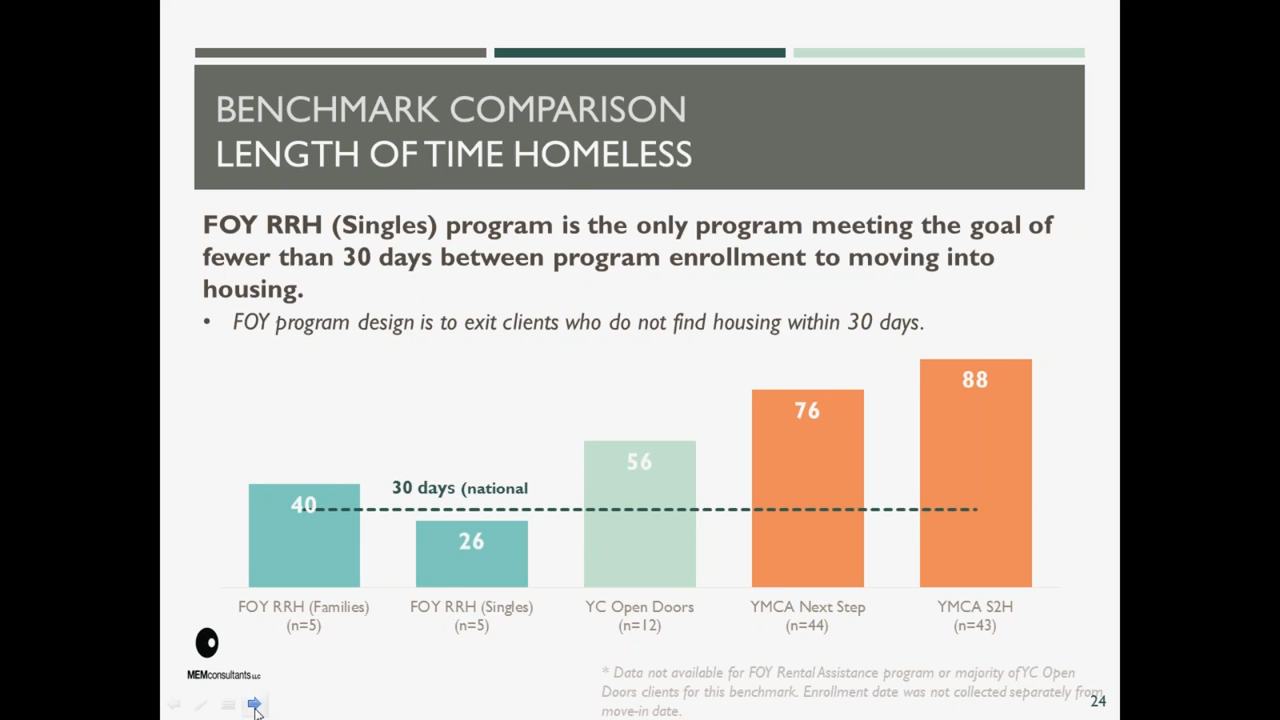 BENCHMARK COMPARISON
LENGTH OF TIME HOMELESS
FOY RRH (Singles) program is the only program meeting the goal of
fewer than 30 days between program enrollment to moving into
housing.
• FOY program design is to exit clients who do not find housing within 30 days.
88
76
56
30 days (national
40
26
FOY RRH (Families)
(n=5)
FOY RRH (Singles)
(n=5)
YC Open Doors
(n=12)
YMCA Next Step
(n=44)
YMCA S2H
(n=43)
MEMconsultants LLC
* Data not available for FOY Rental Assistance program or majority of YC Open
Doors clients for this benchmark. Enrollment date was not collected separately from
move-in date.
24